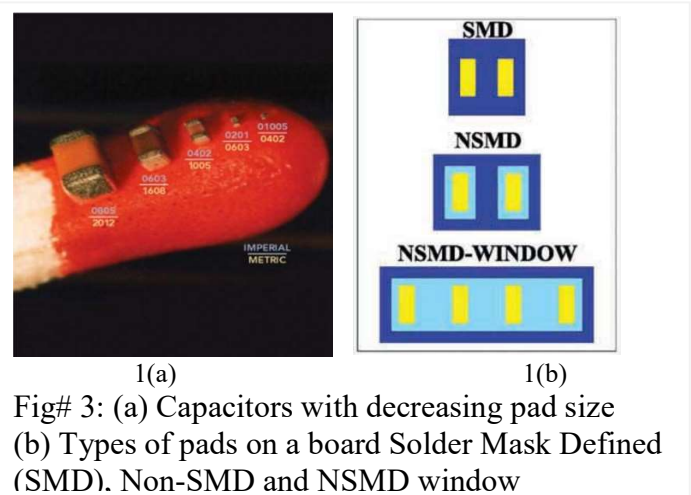 SMD
NSMD
NSMD-WINDOW
01005
0402
0201
0603
0402
1005
0603
1608
0805
2012
IMPERIAL
METRIC
1(a)
1(b)
Fig# 3: (a) Capacitors with decreasing pad size
(b) Types of pads on a board Solder Mask Defined
(SMD), Non-SMD and NSMD window